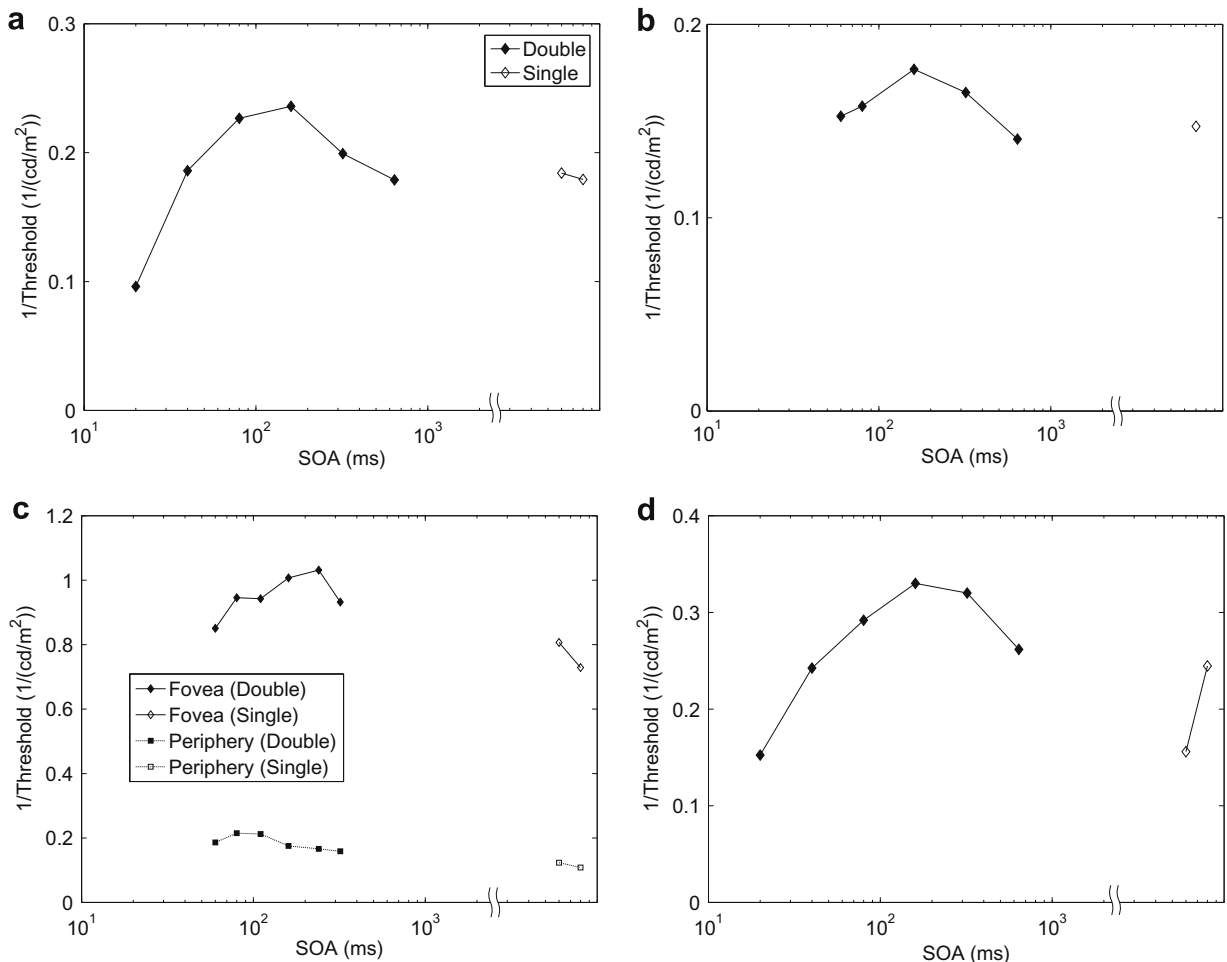 a
0.3
0.2
0.1
0
1/Threshold (1/(cd/m²))
10¹ 10² 10³
SOA (ms)
Double
Single
b
0.2
0.1
0
1/Threshold (1/(cd/m²))
10¹ 10² 10³
SOA (ms)
c
1.2
1
0.8
0.6
0.4
0.2
0
1/Threshold (1/(cd/m²))
Fovea (Double)
Fovea (Single)
Periphery (Double)
Periphery (Single)
10¹ 10² 10³
SOA (ms)
d
0.4
0.3
0.2
0.1
0
1/Threshold (1/(cd/m²))
10¹ 10² 10³
SOA (ms)